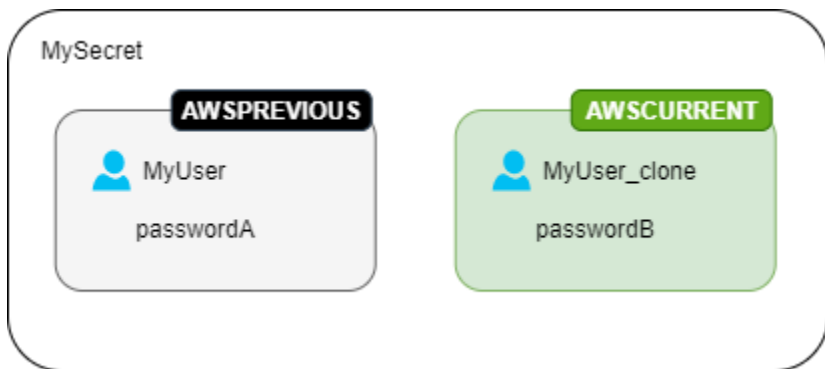 MySecret
AWSPREVIOUS
MyUser
passwordA
AWSCURRENT
MyUser_clone
passwordB